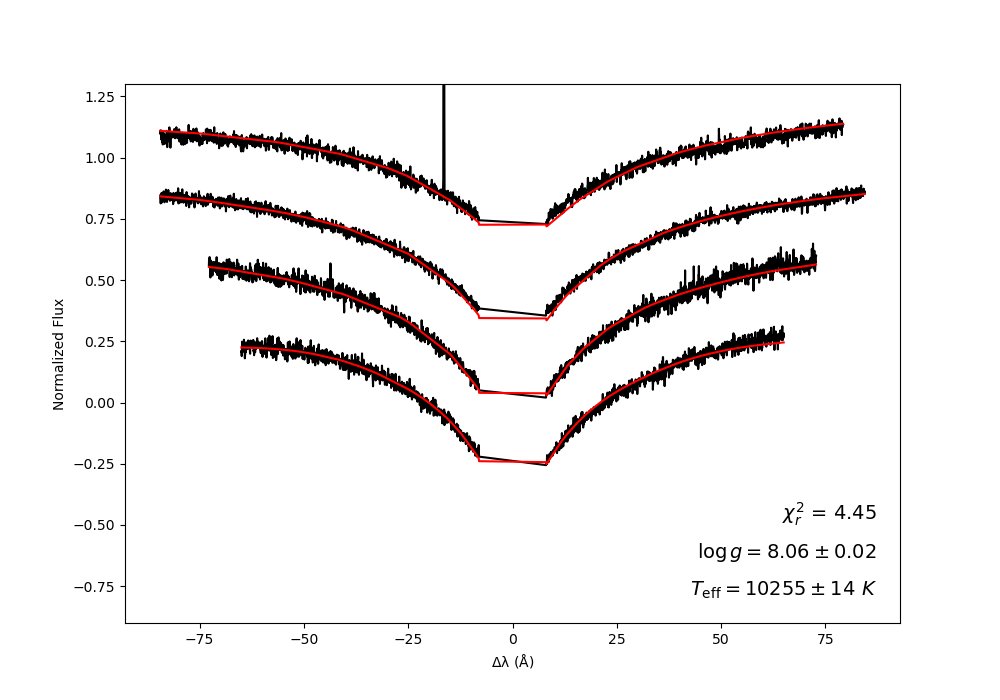 1.25
1.00
0.75
0.50
0.25
0.00
−0.25
−0.50
−0.75
Normalized Flux
χ²ᵣ = 4.45
log g = 8.06 ± 0.02
T_eff = 10255 ± 14 K
−75 −50 −25 0 25 50 75
Δλ (Å)